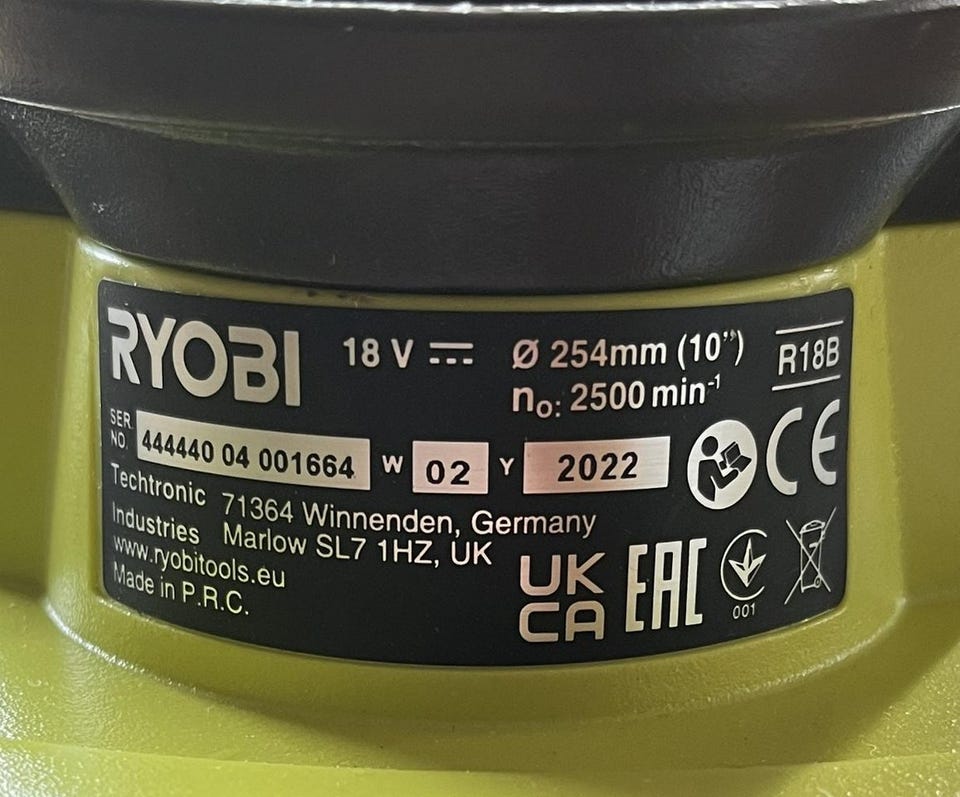 RYOBI
18 V
Ø 254mm (10")
n₀: 2500 min⁻¹
R18B
SER.
NO.
444440 04 001664
W
02
Y
2022
CE
Techtronic
Industries
71364 Winnenden, Germany
Marlow SL7 1HZ, UK
www.ryobitools.eu
Made in P.R.C.
UK
CA
EAC
001